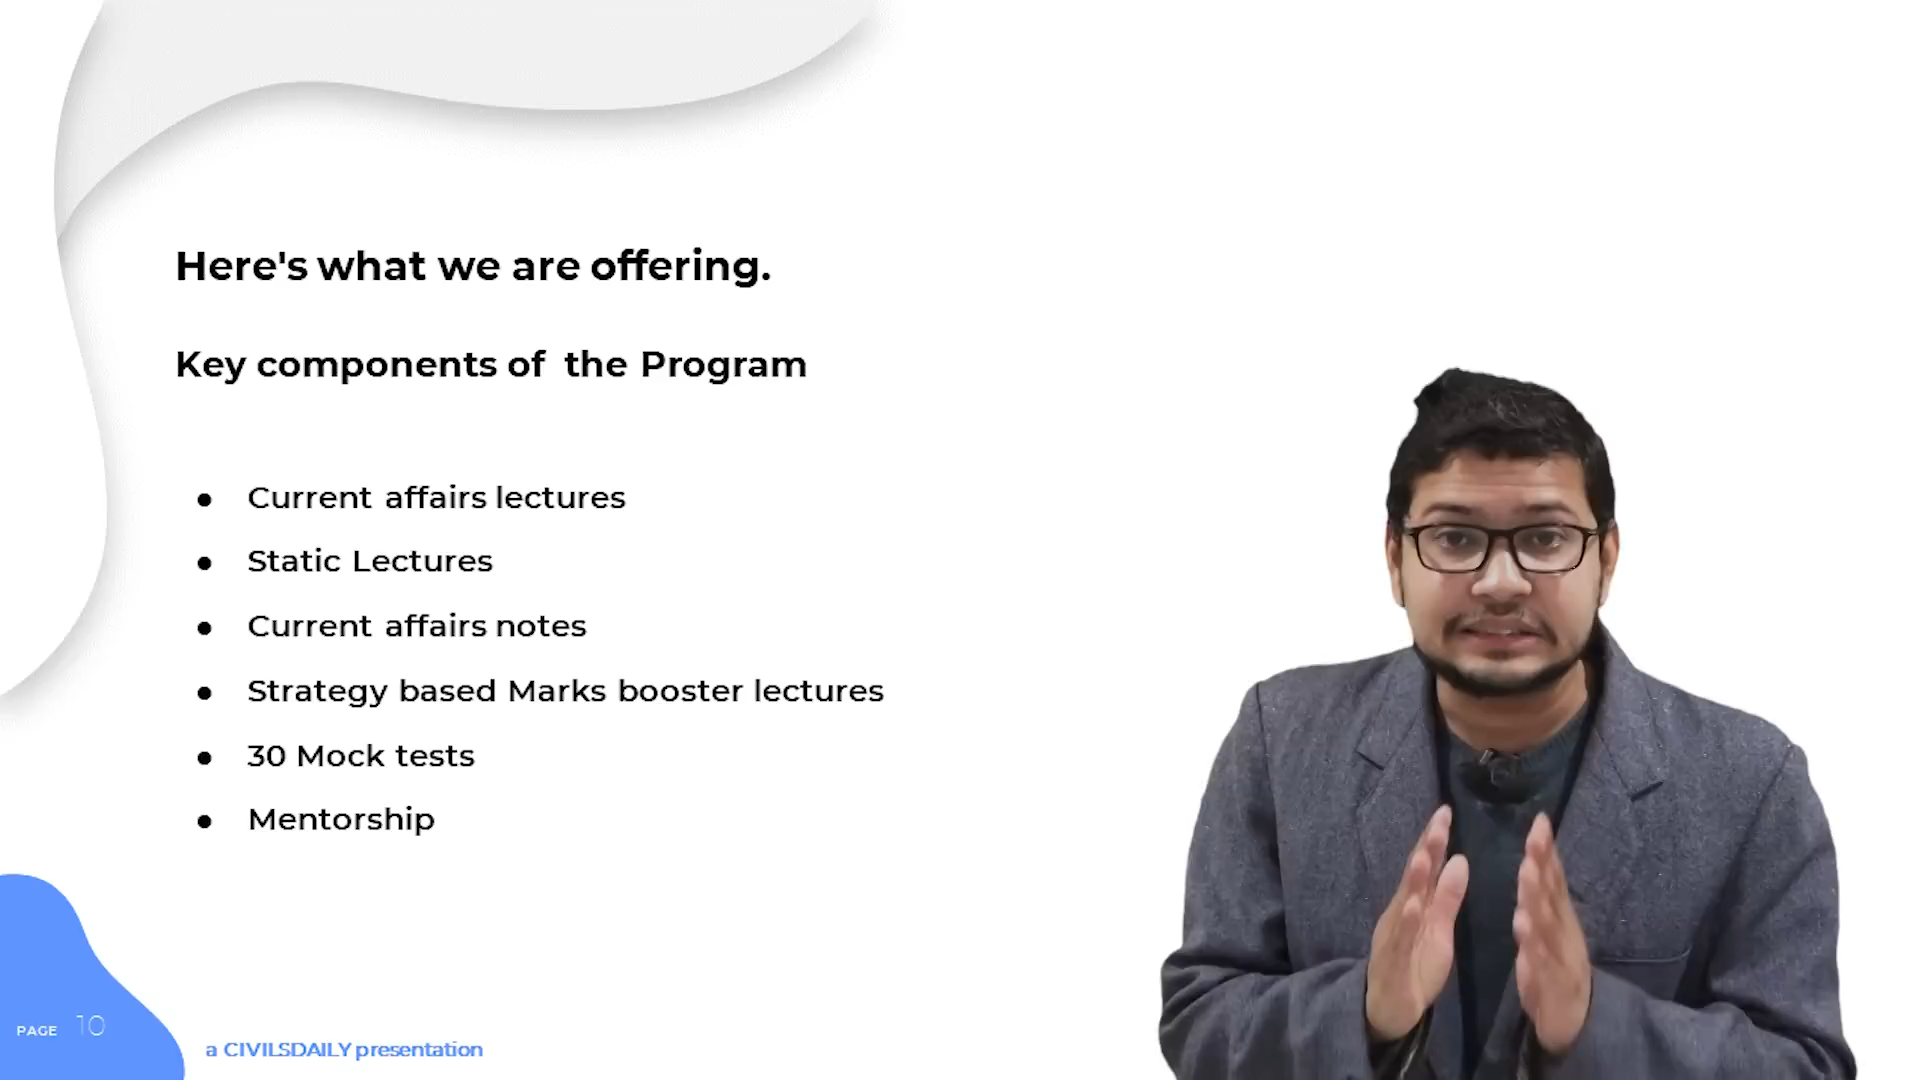 Here's what we are offering.
Key components of the Program
● Current affairs lectures
● Static Lectures
● Current affairs notes
● Strategy based Marks booster lectures
● 30 Mock tests
● Mentorship
PAGE 10
a CIVILSDAILY presentation